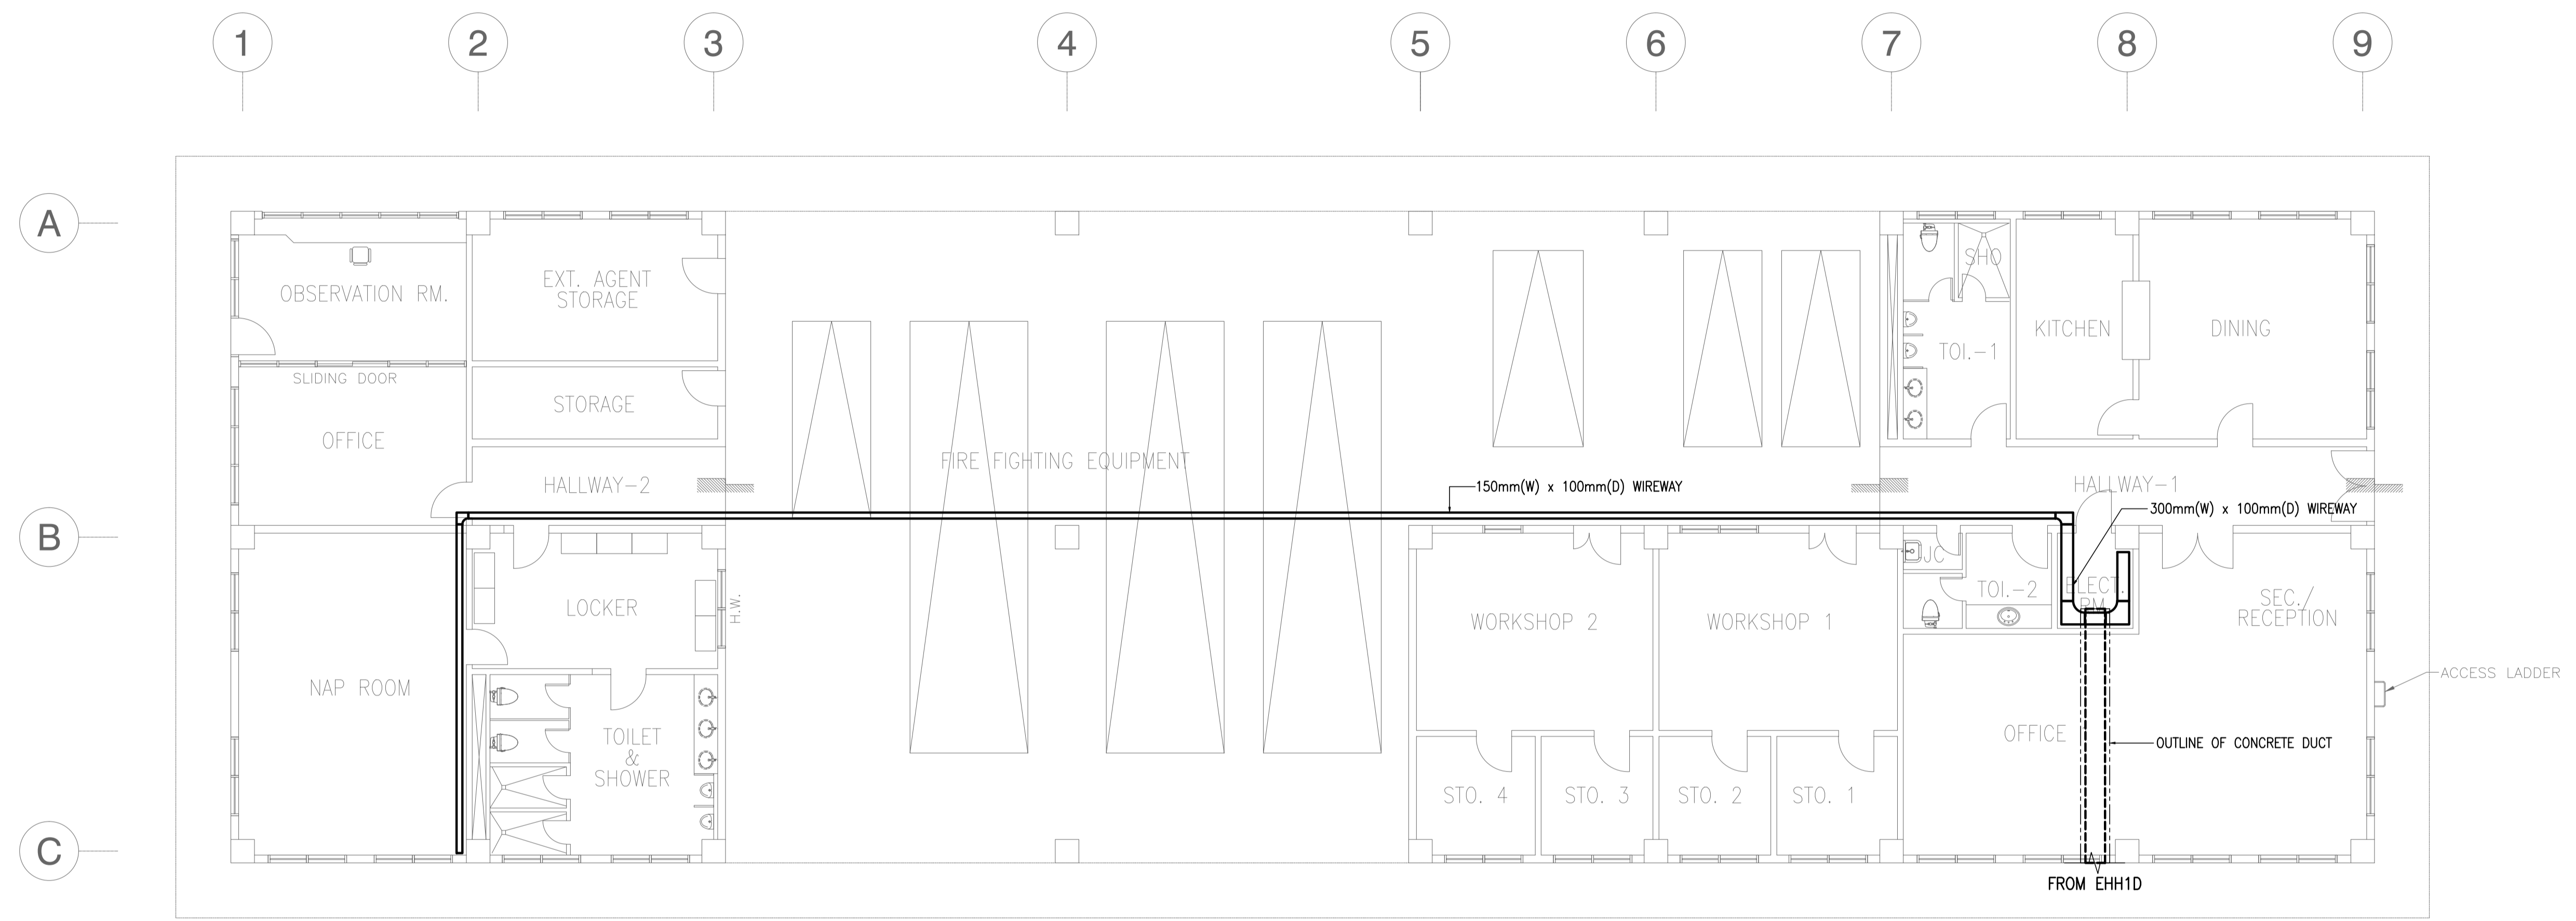 1
2
3
4
5
6
7
8
9
A
B
C
OBSERVATION RM.
EXT. AGENT
STORAGE
SLIDING DOOR
STORAGE
OFFICE
HALLWAY-2
FIRE FIGHTING EQUIPMENT
150mm(W) x 100mm(D) WIREWAY
SHO
TOI.-1
KITCHEN
DINING
HALLWAY-1
300mm(W) x 100mm(D) WIREWAY
NAP ROOM
LOCKER
H.W.
TOILET
&
SHOWER
WORKSHOP 2
WORKSHOP 1
JC
TOI.-2
ELECT.
RM.
SEC./
RECEPTION
ACCESS LADDER
OFFICE
OUTLINE OF CONCRETE DUCT
STO. 4
STO. 3
STO. 2
STO. 1
FROM EHH1D